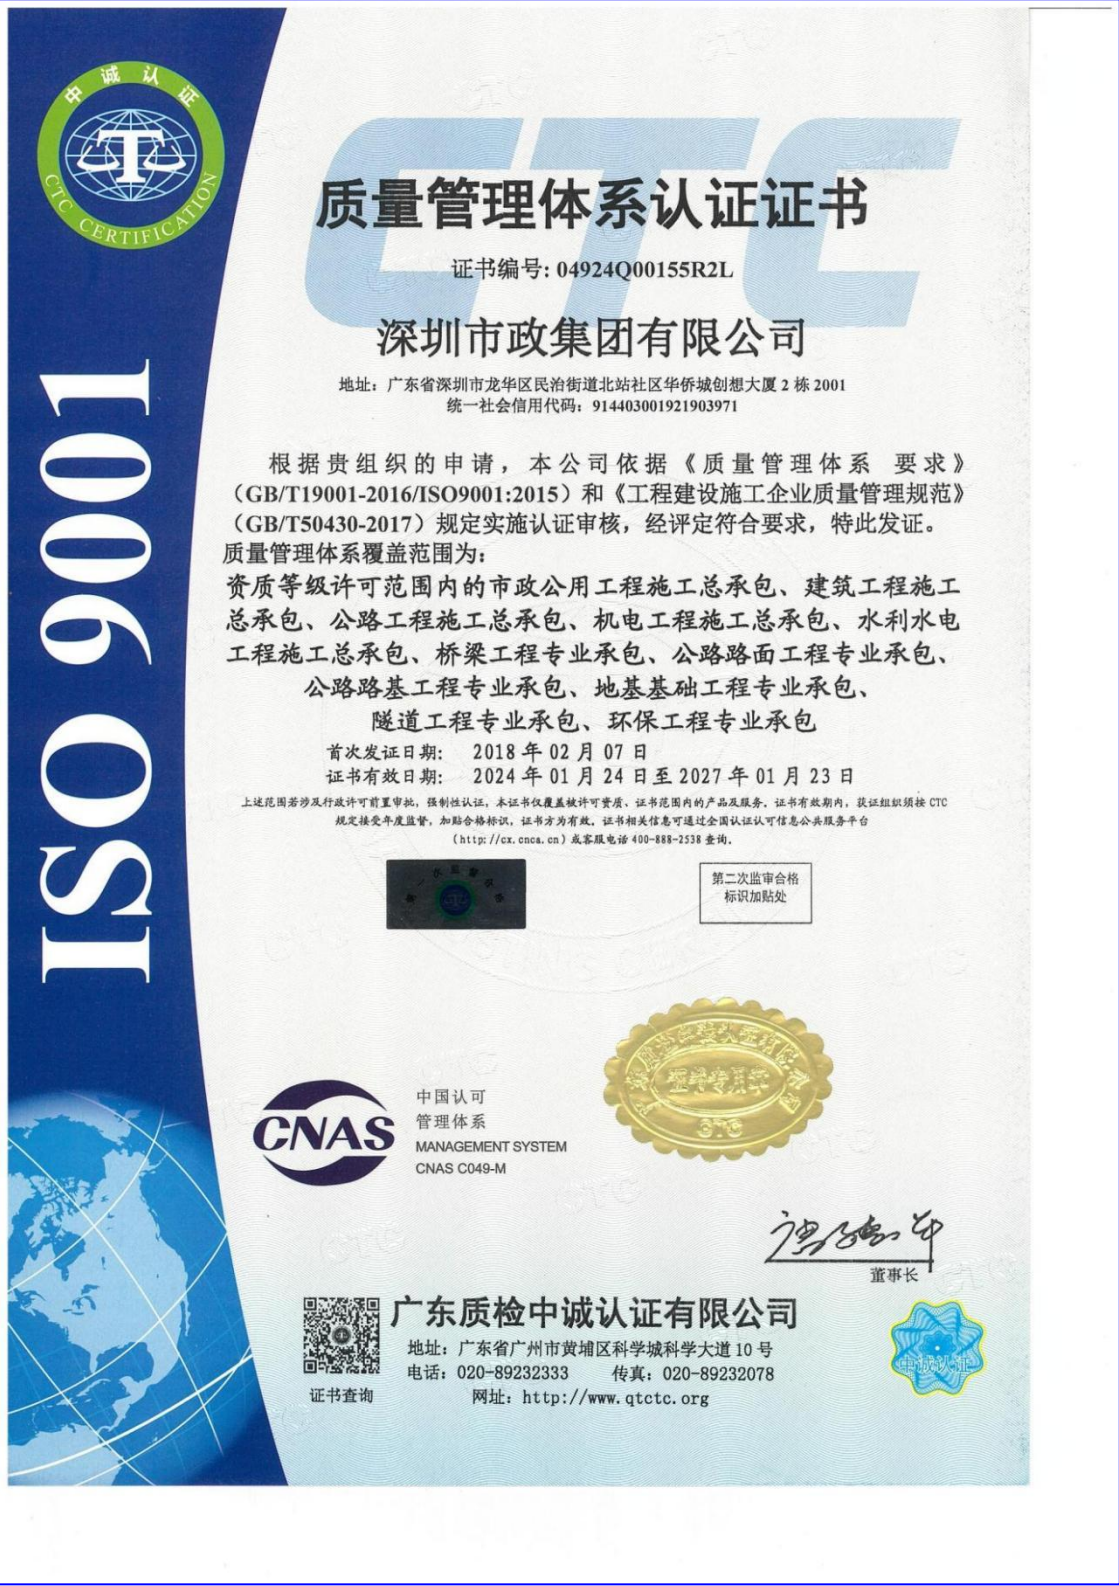 中诚认证
CTC CERTIFICATION
ISO 9001
质量管理体系认证证书
证书编号: 04924Q00155R2L
深圳市政集团有限公司
地址：广东省深圳市龙华区民治街道北站社区华侨城创想大厦 2 栋 2001
统一社会信用代码：914403001921903971
根据贵组织的申请，本公司依据《质量管理体系 要求》
（GB/T19001-2016/ISO9001:2015）和《工程建设施工企业质量管理规范》
（GB/T50430-2017）规定实施认证审核，经评定符合要求，特此发证。
质量管理体系覆盖范围为：
资质等级许可范围内的市政公用工程施工总承包、建筑工程施工
总承包、公路工程施工总承包、机电工程施工总承包、水利水电
工程施工总承包、桥梁工程专业承包、公路路面工程专业承包、
公路路基工程专业承包、地基基础工程专业承包、
隧道工程专业承包、环保工程专业承包
首次发证日期： 2018 年 02 月 07 日
证书有效日期： 2024 年 01 月 24 日至 2027 年 01 月 23 日
上述范围若涉及行政许可前置审批，强制性认证，本证书仅覆盖被许可资质、证书范围内的产品及服务。证书有效期内，获证组织须按 CTC
规定接受年度监督，加贴合格标识，证书方为有效。证书相关信息可通过全国认证认可信息公共服务平台
（http://cx.cnca.cn）或客服电话 400-888-2538 查询。
第二次监审合格
标识加贴处
CNAS
中国认可
管理体系
MANAGEMENT SYSTEM
CNAS C049-M
CTC
董事长
广东质检中诚认证有限公司
地址：广东省广州市黄埔区科学城科学大道 10 号
电话：020-89232333 传真：020-89232078
网址：http://www.qtctc.org
证书查询
中诚认证